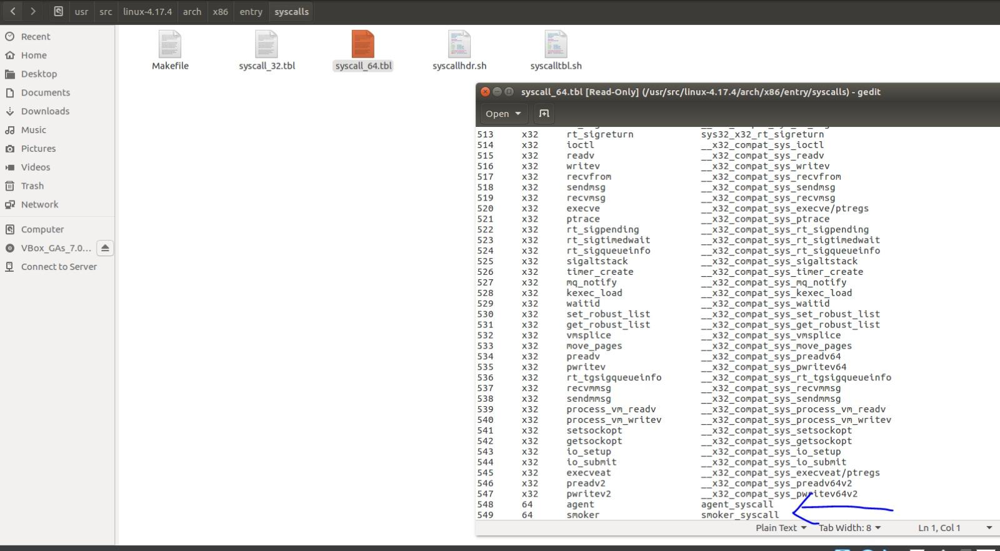 usr src linux-4.17.4 arch x86 entry syscalls
Recent
Home
Desktop
Documents
Downloads
Music
Pictures
Videos
Trash
Network
Computer
VBox_GAs_7.0...
Connect to Server
Makefile syscall_32.tbl syscall_64.tbl syscallhdr.sh syscalltbl.sh
syscall_64.tbl [Read-Only] (/usr/src/linux-4.17.4/arch/x86/entry/syscalls) - gedit
Open
513 x32 rt_sigreturn sys32_x32_rt_sigreturn
514 x32 ioctl __x32_compat_sys_ioctl
515 x32 readv __x32_compat_sys_readv
516 x32 writev __x32_compat_sys_writev
517 x32 recvfrom __x32_compat_sys_recvfrom
518 x32 sendmsg __x32_compat_sys_sendmsg
519 x32 recvmsg __x32_compat_sys_recvmsg
520 x32 execve __x32_compat_sys_execve/ptregs
521 x32 ptrace __x32_compat_sys_ptrace
522 x32 rt_sigpending __x32_compat_sys_rt_sigpending
523 x32 rt_sigtimedwait __x32_compat_sys_rt_sigtimedwait
524 x32 rt_sigqueueinfo __x32_compat_sys_rt_sigqueueinfo
525 x32 sigaltstack __x32_compat_sys_sigaltstack
526 x32 timer_create __x32_compat_sys_timer_create
527 x32 mq_notify __x32_compat_sys_mq_notify
528 x32 kexec_load __x32_compat_sys_kexec_load
529 x32 waitid __x32_compat_sys_waitid
530 x32 set_robust_list __x32_compat_sys_set_robust_list
531 x32 get_robust_list __x32_compat_sys_get_robust_list
532 x32 vmsplice __x32_compat_sys_vmsplice
533 x32 move_pages __x32_compat_sys_move_pages
534 x32 preadv __x32_compat_sys_preadv64
535 x32 pwritev __x32_compat_sys_pwritev64
536 x32 rt_tgsigqueueinfo __x32_compat_sys_rt_tgsigqueueinfo
537 x32 recvmmsg __x32_compat_sys_recvmmsg
538 x32 sendmmsg __x32_compat_sys_sendmmsg
539 x32 process_vm_readv __x32_compat_sys_process_vm_readv
540 x32 process_vm_writev __x32_compat_sys_process_vm_writev
541 x32 setsockopt __x32_compat_sys_setsockopt
542 x32 getsockopt __x32_compat_sys_getsockopt
543 x32 io_setup __x32_compat_sys_io_setup
544 x32 io_submit __x32_compat_sys_io_submit
545 x32 execveat __x32_compat_sys_execveat/ptregs
546 x32 preadv2 __x32_compat_sys_preadv64v2
547 x32 pwritev2 __x32_compat_sys_pwritev64v2
548 64 agent agent_syscall
549 64 smoker smoker_syscall
Plain Text Tab Width: 8 Ln 1, Col 1